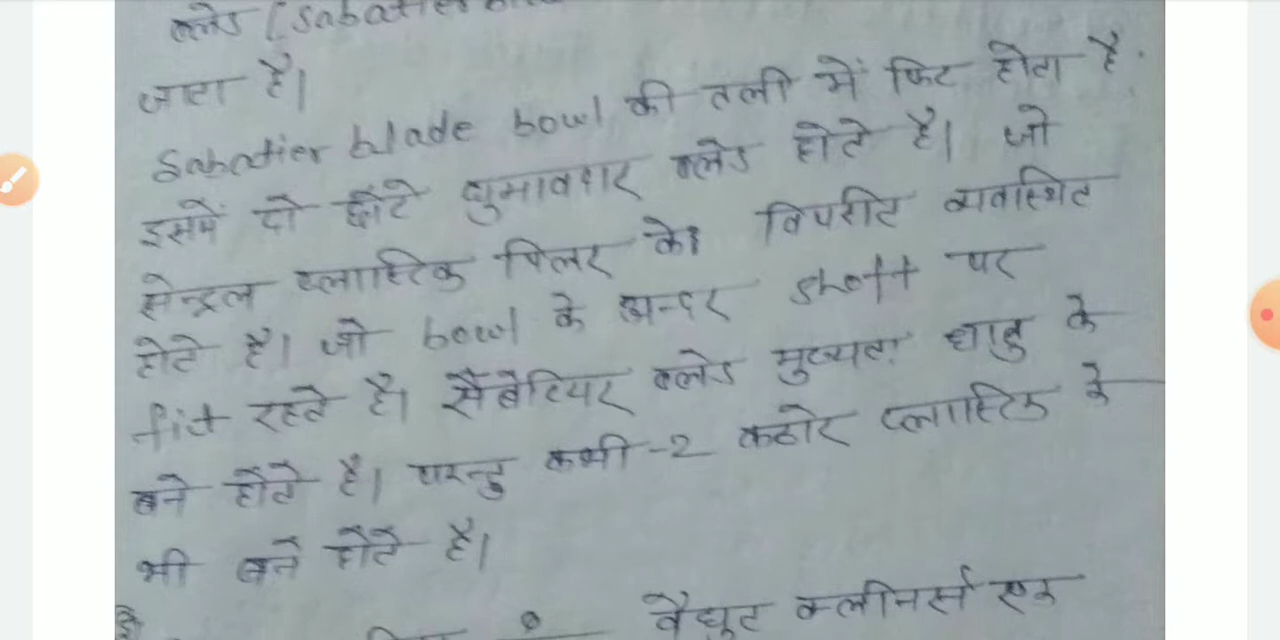 ब्लेड (Sabatier
जाता है।
Sabatier blade bowl की तली में फिट होता है.
इसमें दो छोटे घुमावदार ब्लेड होते है। जो
सेन्ट्रल प्लास्टिक पिलर के विपरीत व्यवस्थित
होते है। जो bowl के अन्दर shaft पर
fit रहते है। सैबेटियर ब्लेड मुख्यतः धातु के
बने होते है। परन्तु कभी-2 कठोर प्लास्टिक के
भी बने होते है।
वैधुत क्लीनर्स एक